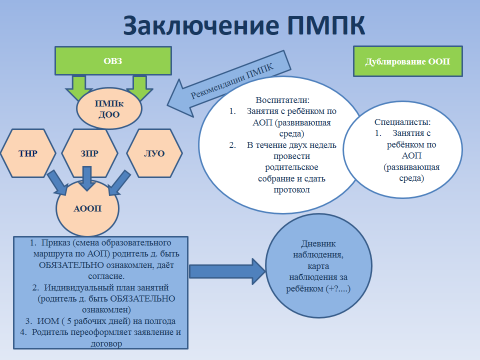 Заключение ПМПК
ОВЗ
Дублирование ООП
Рекомендации ПМПК
ПМПк
ДОО
ТНР
ЗПР
ЛУО
АООП
Воспитатели:
1. Занятия с ребёнком по
АОП (развивающая
среда)
2. В течение двух недель
провести
родительское
собрание и сдать
протокол
Специалисты:
1. Занятия с
ребёнком по
АОП
(развивающая
среда)
1. Приказ (смена образовательного
маршрута по АОП) родитель д. быть
ОБЯЗАТЕЛЬНО ознакомлен, даёт
согласие.
2. Индивидуальный план занятий
(родитель д. быть ОБЯЗАТЕЛЬНО
ознакомлен)
3. ИОМ ( 5 рабочих дней) на полгода
4. Родитель переоформляет заявление и
договор
Дневник
наблюдения,
карта
наблюдения за
ребёнком (+?....)